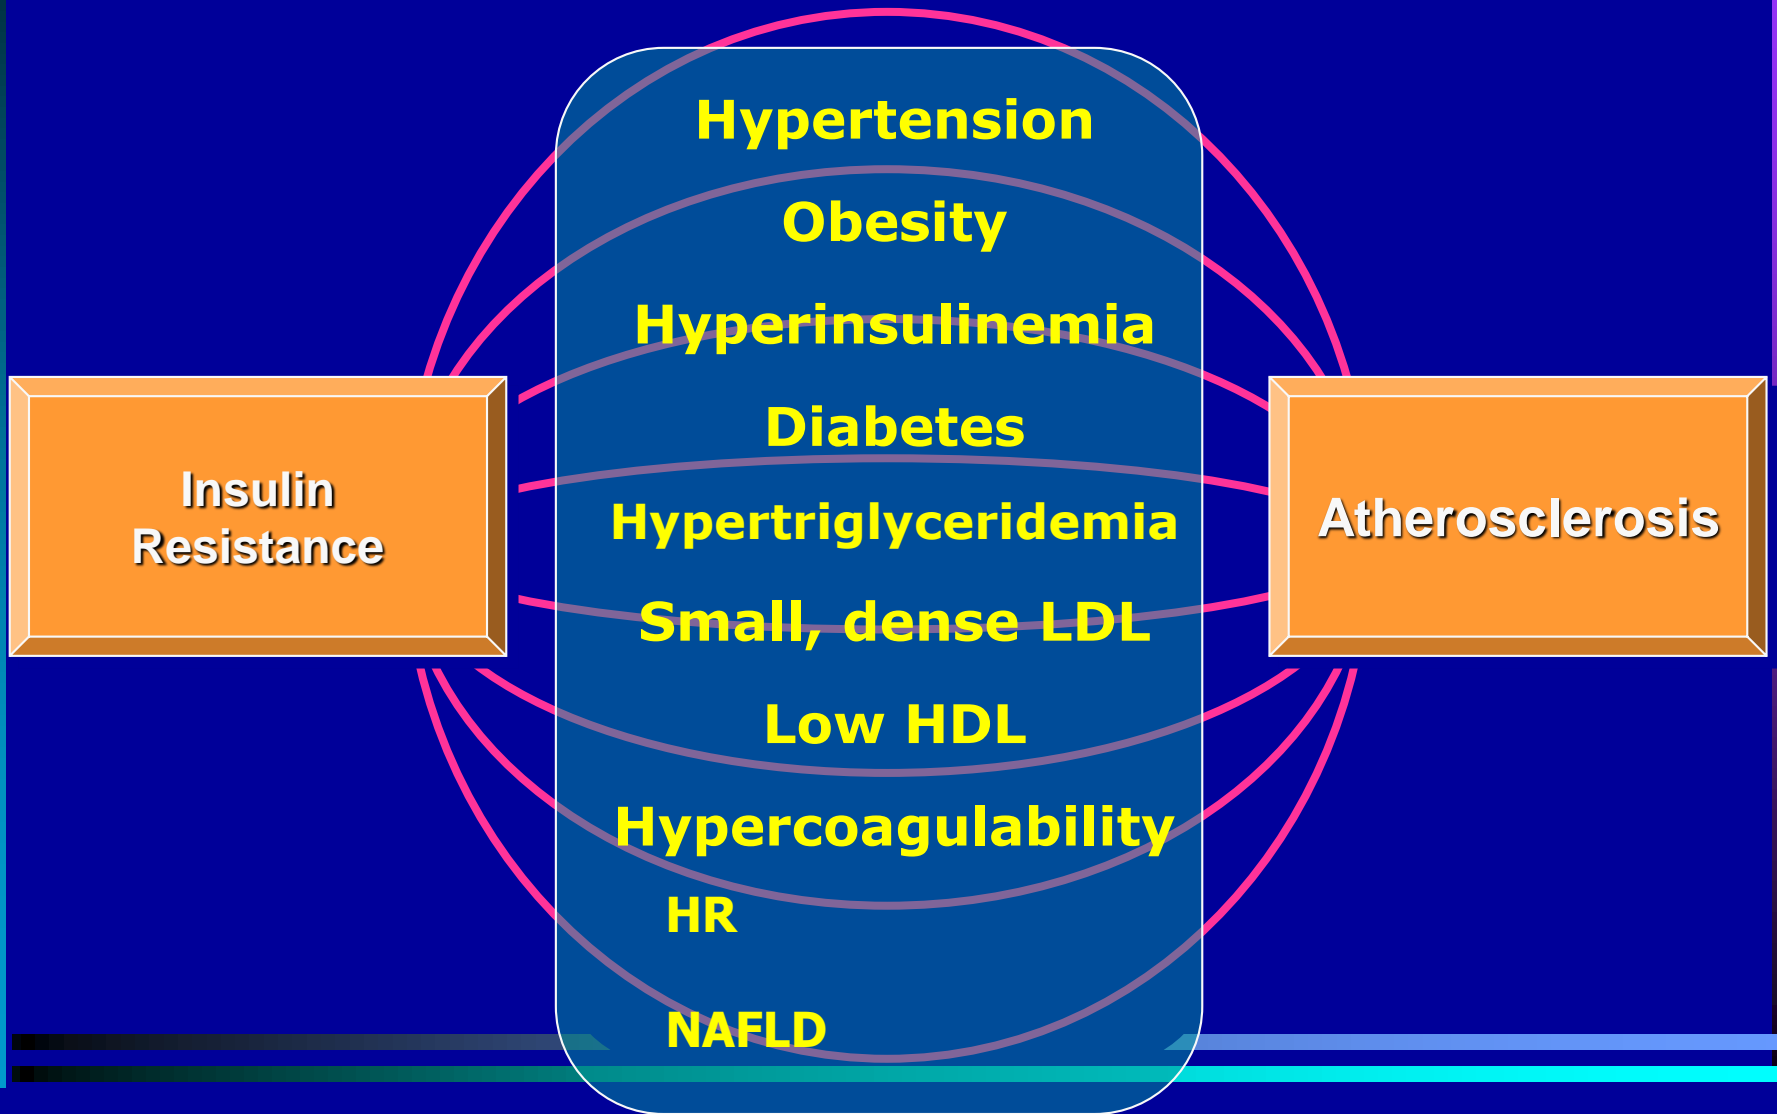 Hypertension
Obesity
Hyperinsulinemia
Diabetes
Hypertriglyceridemia
Small, dense LDL
Low HDL
Hypercoagulability
HR
NAFLD
Insulin
Resistance
Atherosclerosis